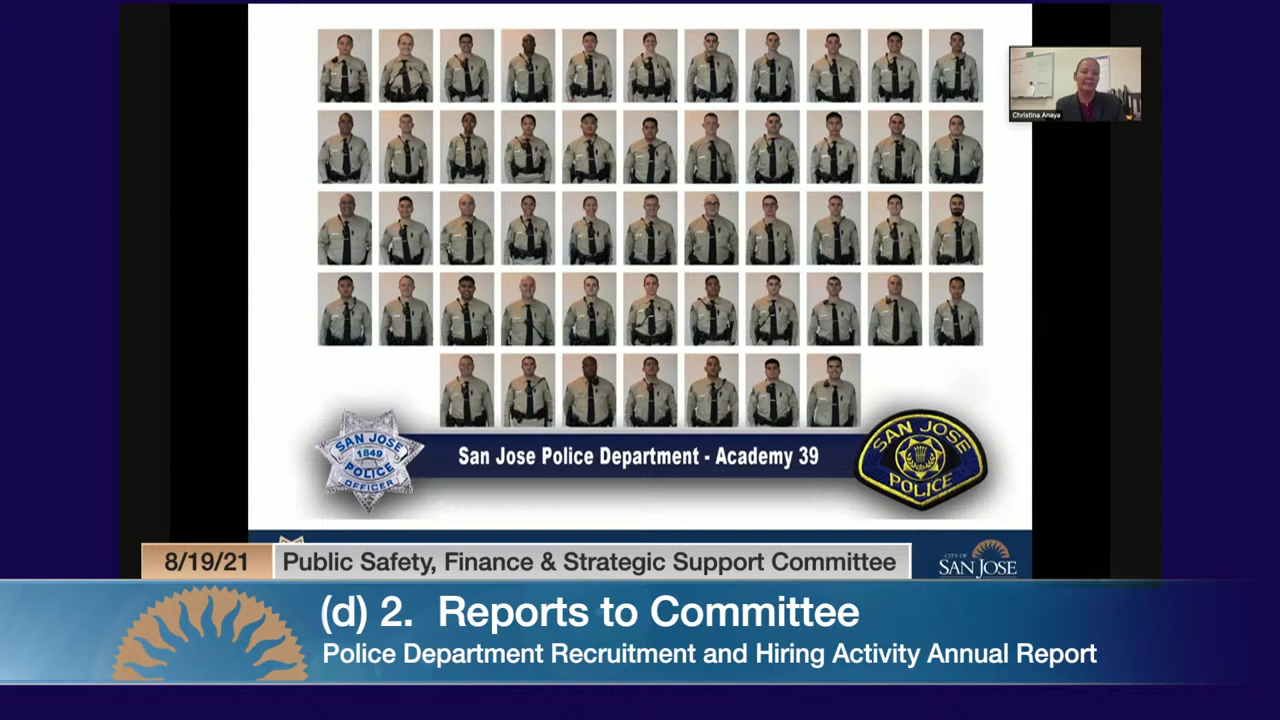 Christina Anaya
SAN JOSE
1849
POLICE
OFFICER
San Jose Police Department - Academy 39
SAN JOSE
POLICE
8/19/21
Public Safety, Finance & Strategic Support Committee
CITY OF
SAN JOSE
(d) 2. Reports to Committee
Police Department Recruitment and Hiring Activity Annual Report